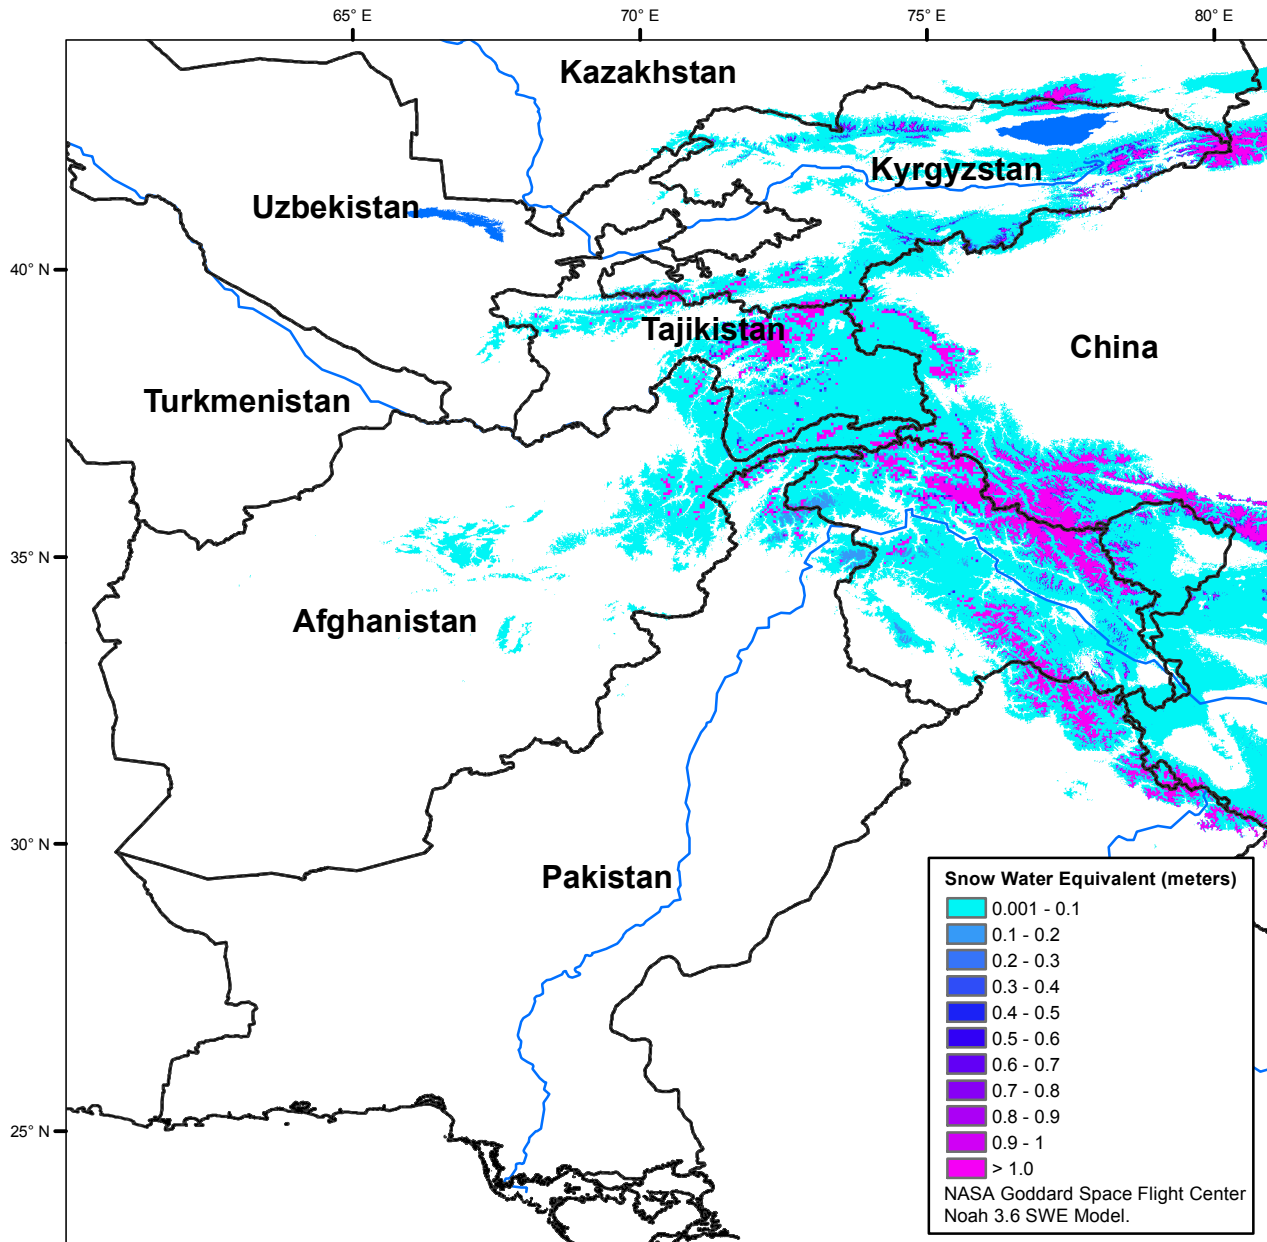 65° E
70° E
75° E
80° E
Kazakhstan
Kyrgyzstan
Uzbekistan
40° N
Tajikistan
China
Turkmenistan
35° N
Afghanistan
30° N
Pakistan
25° N
Snow Water Equivalent (meters)
0.001 - 0.1
0.1 - 0.2
0.2 - 0.3
0.3 - 0.4
0.4 - 0.5
0.5 - 0.6
0.6 - 0.7
0.7 - 0.8
0.8 - 0.9
0.9 - 1
> 1.0
NASA Goddard Space Flight Center
Noah 3.6 SWE Model.